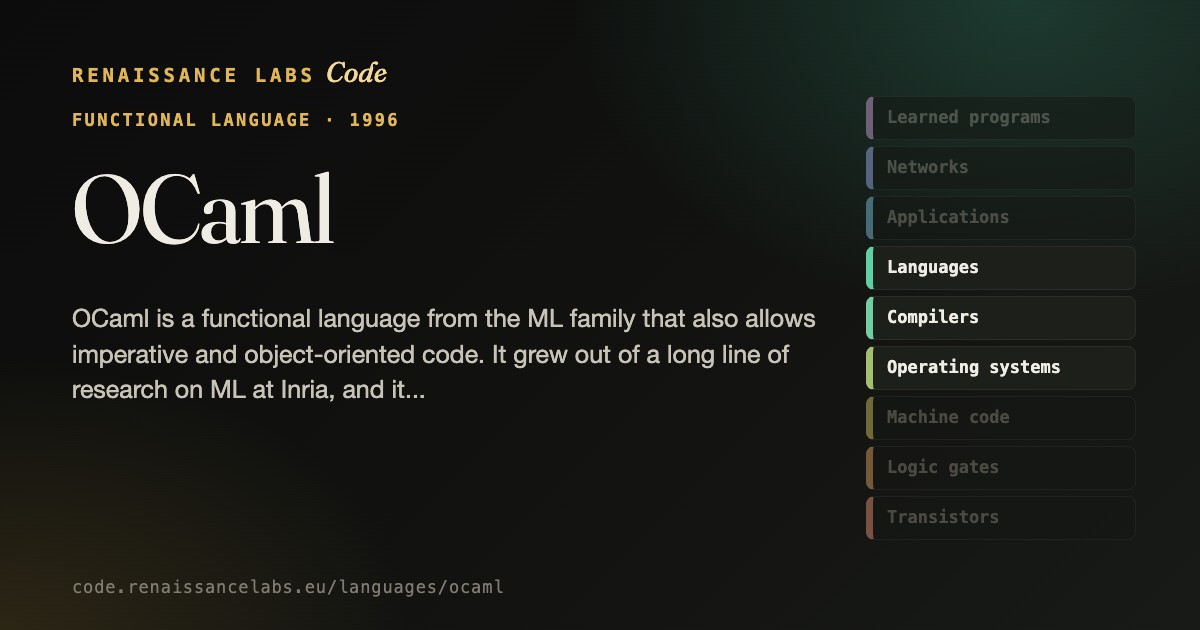 RENAISSANCE LABS Code
FUNCTIONAL LANGUAGE · 1996
OCaml
OCaml is a functional language from the ML family that also allows
imperative and object-oriented code. It grew out of a long line of
research on ML at Inria, and it...
Learned programs
Networks
Applications
Languages
Compilers
Operating systems
Machine code
Logic gates
Transistors
code.renaissancelabs.eu/languages/ocaml